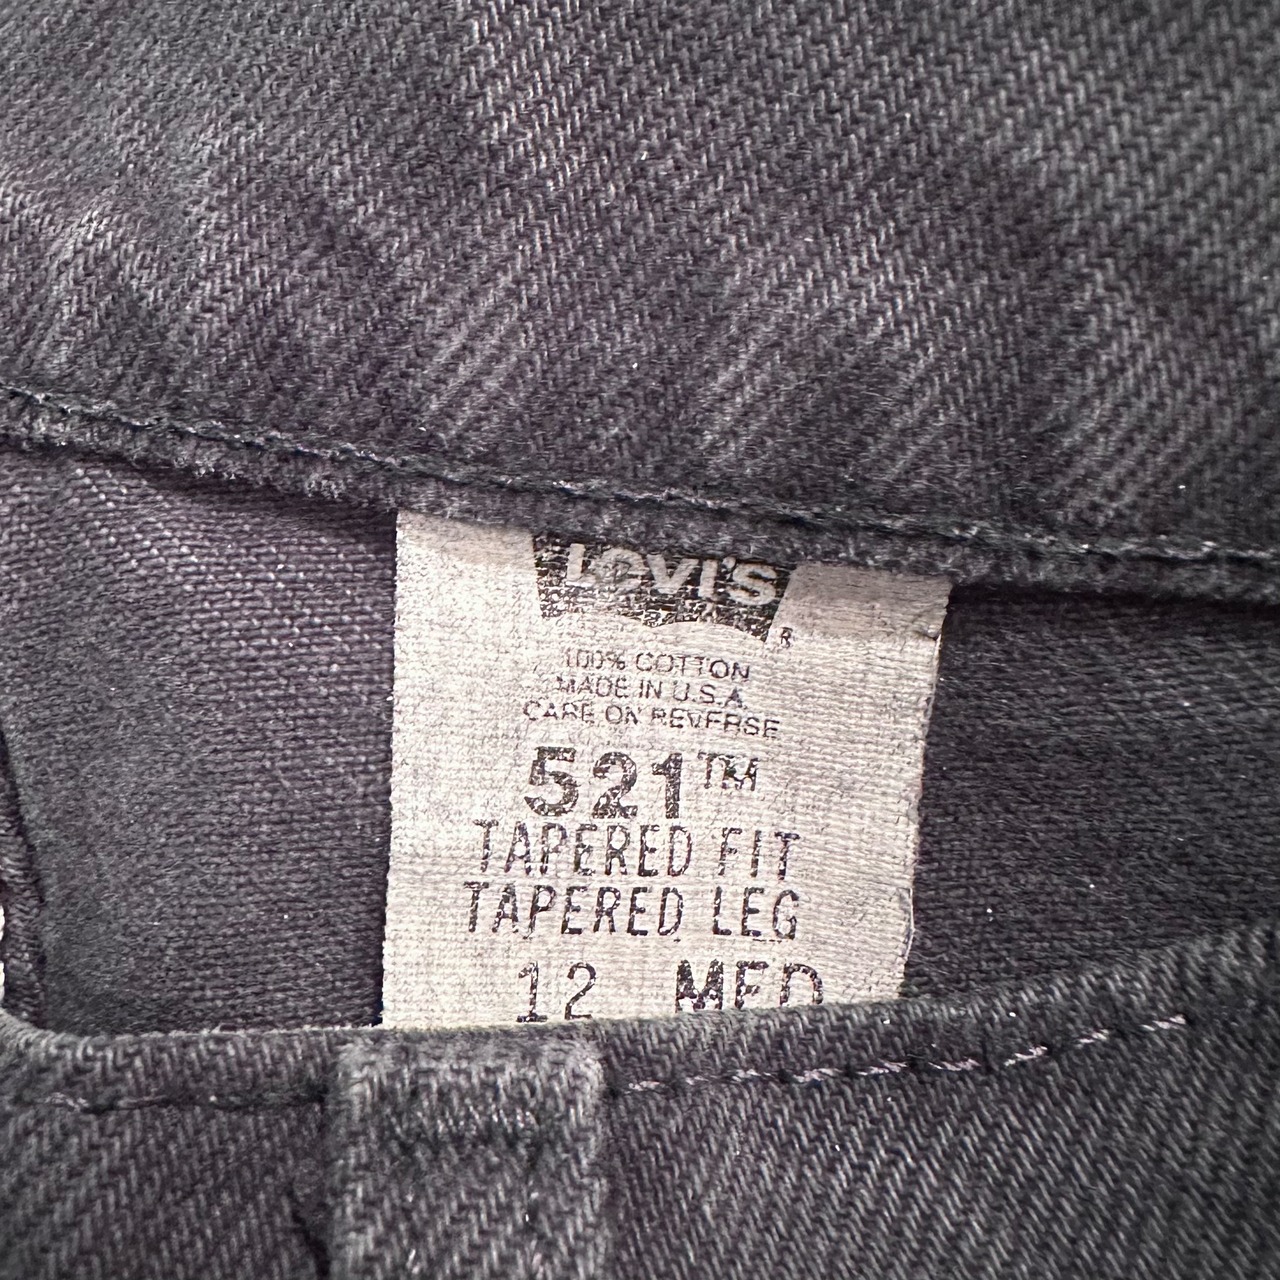 Levi's
®
100% COTTON
MADE IN U.S.A.
CARE ON REVERSE
521™
TAPERED FIT
TAPERED LEG
12 MED